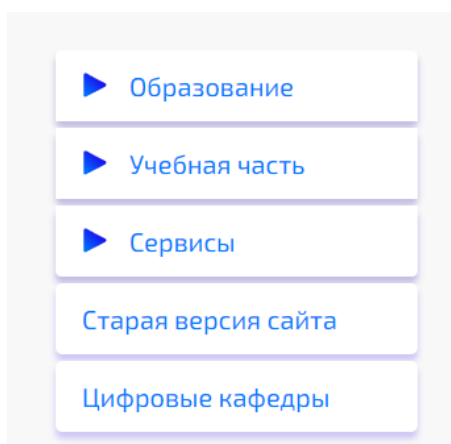 Образование
Учебная часть
Сервисы
Старая версия сайта
Цифровые кафедры